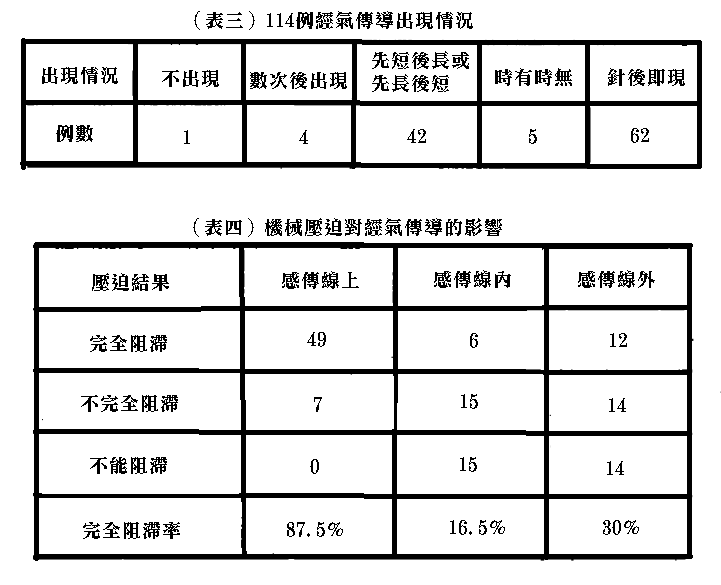 (表三)114例經氣傳導出現情況
出現情況 不出現 數次後出現 先短後長或 時有時無 針後即現
先長後短
例數 1 4 42 5 62
(表四)機械壓迫對經氣傳導的影響
壓迫結果 感傳線上 感傳線內 感傳線外
完全阻滯 49 6 12
不完全阻滯 7 15 14
不能阻滯 0 15 14
完全阻滯率 87.5% 16.5% 30%